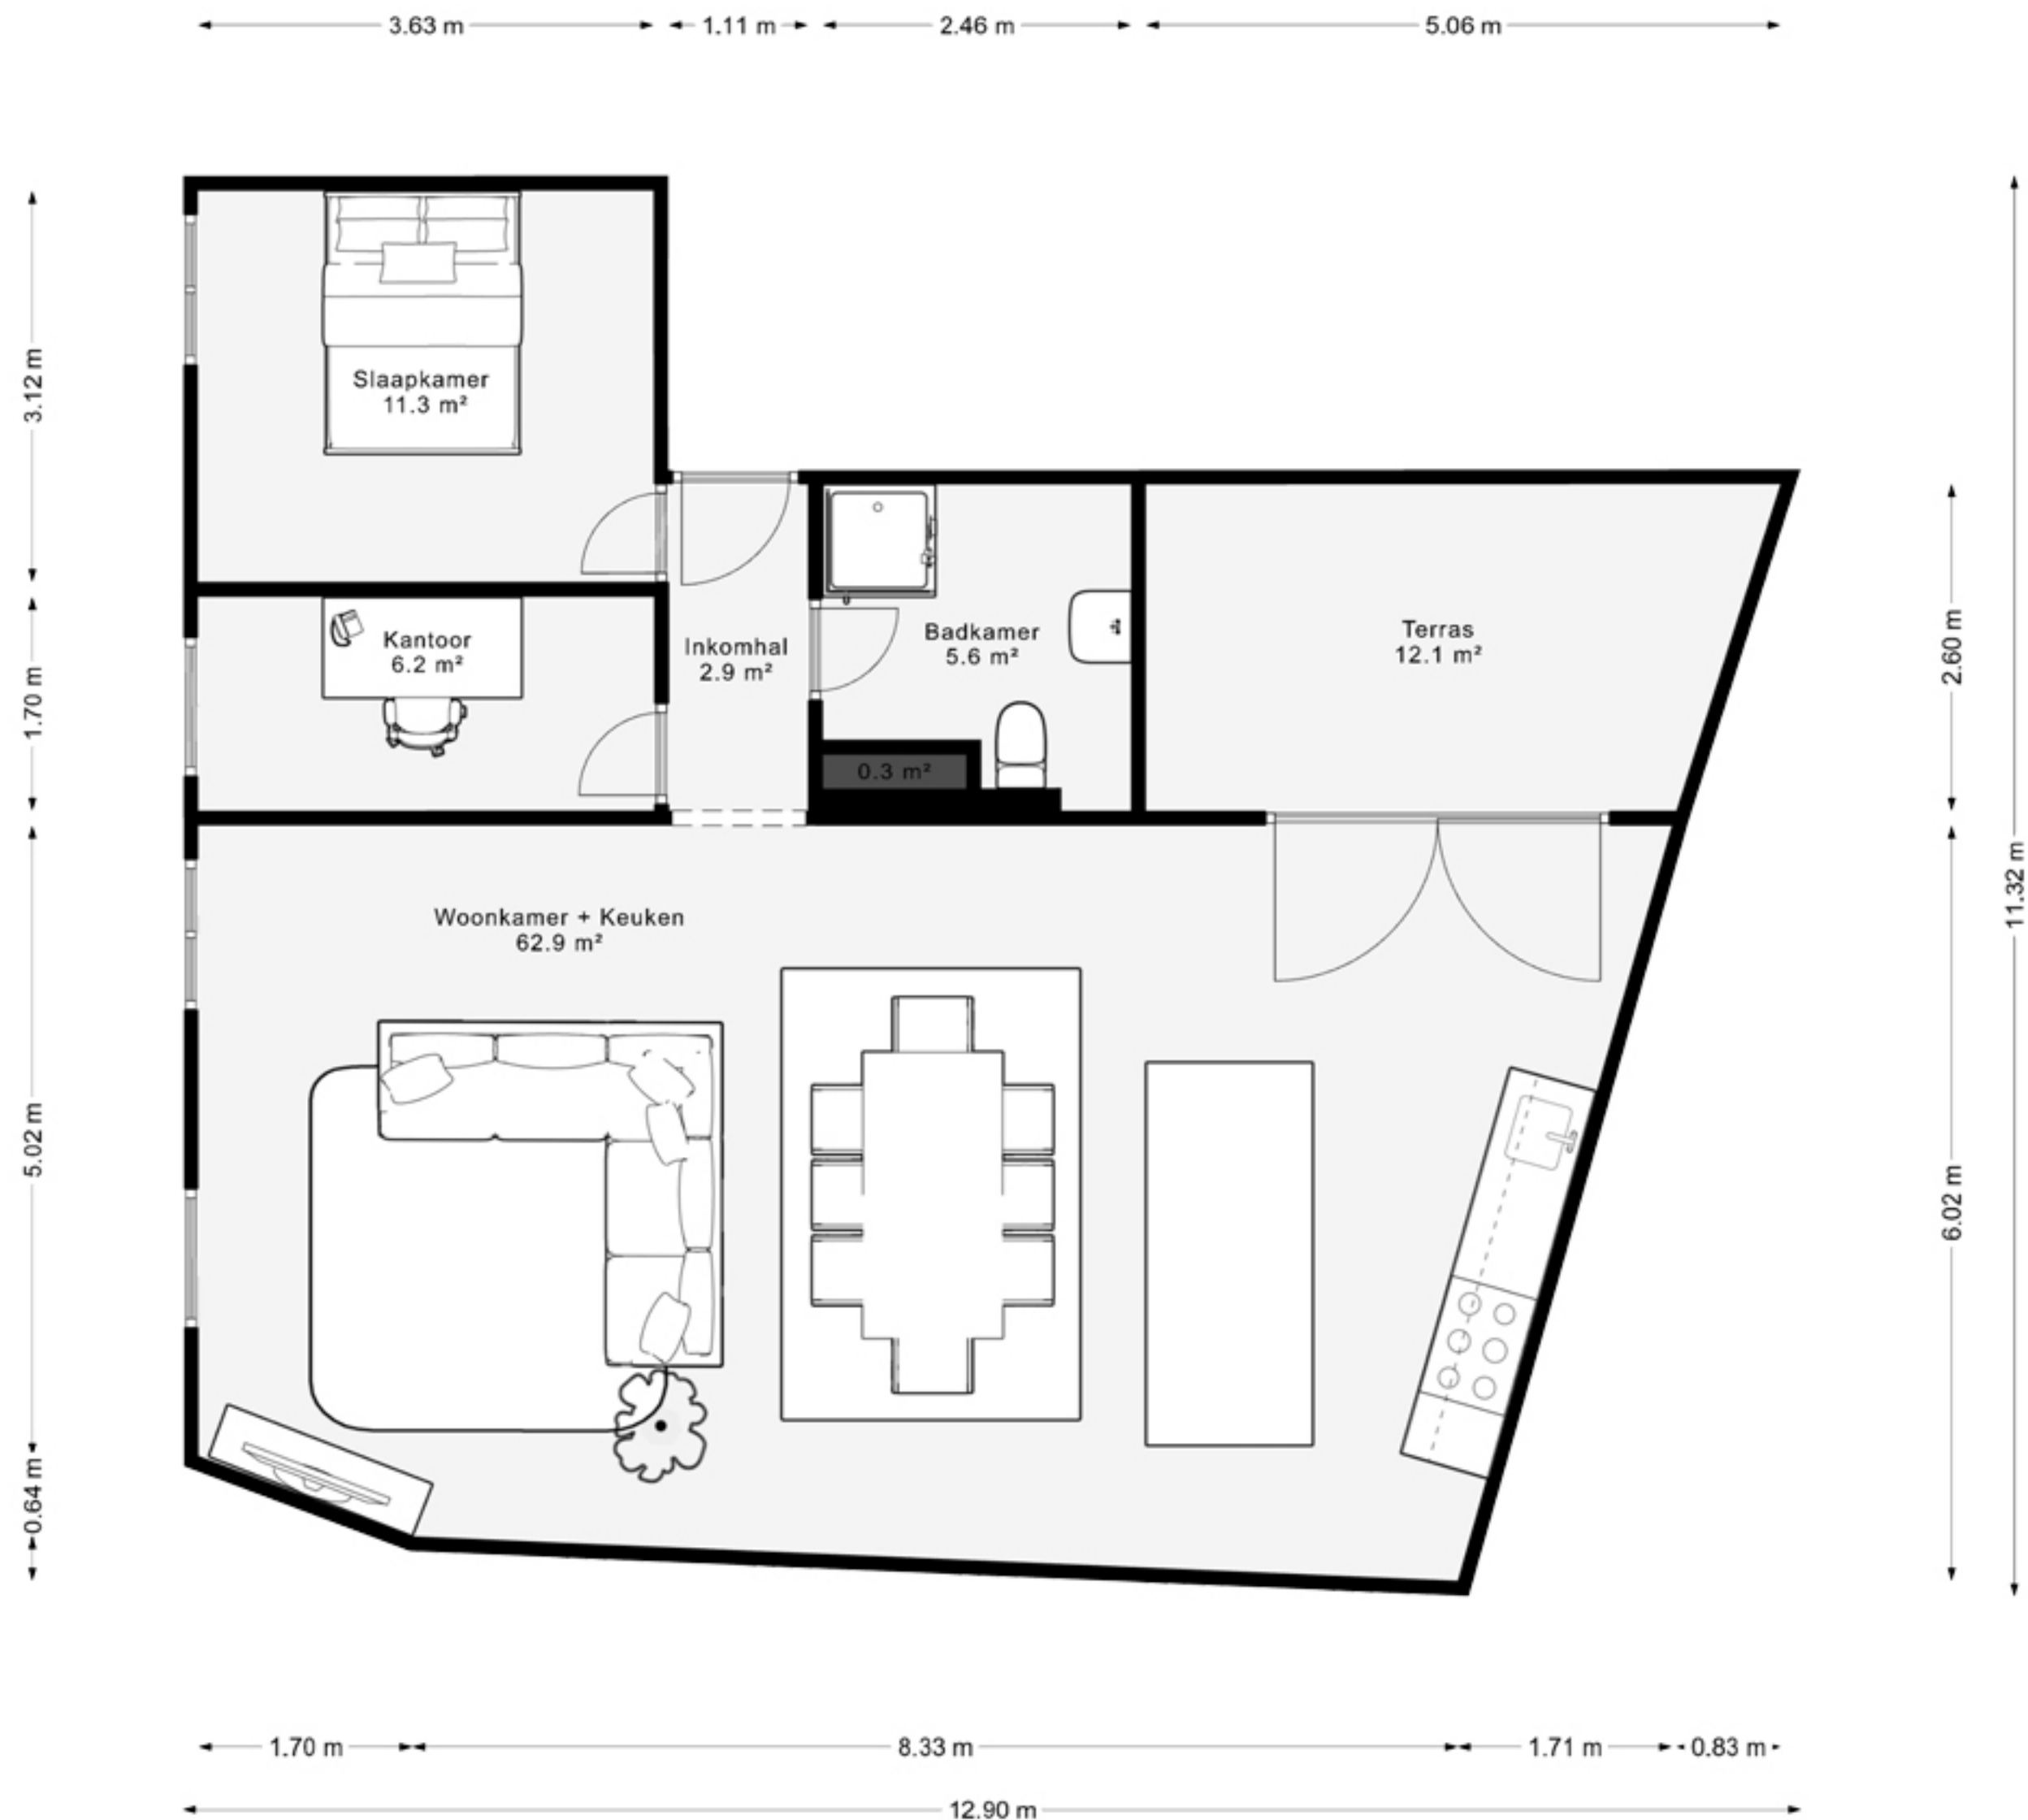 3.63 m
1.11 m
2.46 m
5.06 m
3.12 m
1.70 m
5.02 m
0.64 m
Slaapkamer
11.3 m²
Kantoor
6.2 m²
Inkomhal
2.9 m²
Badkamer
5.6 m²
0.3 m²
Terras
12.1 m²
Woonkamer + Keuken
62.9 m²
2.60 m
6.02 m
11.32 m
1.70 m
8.33 m
1.71 m
0.83 m
12.90 m